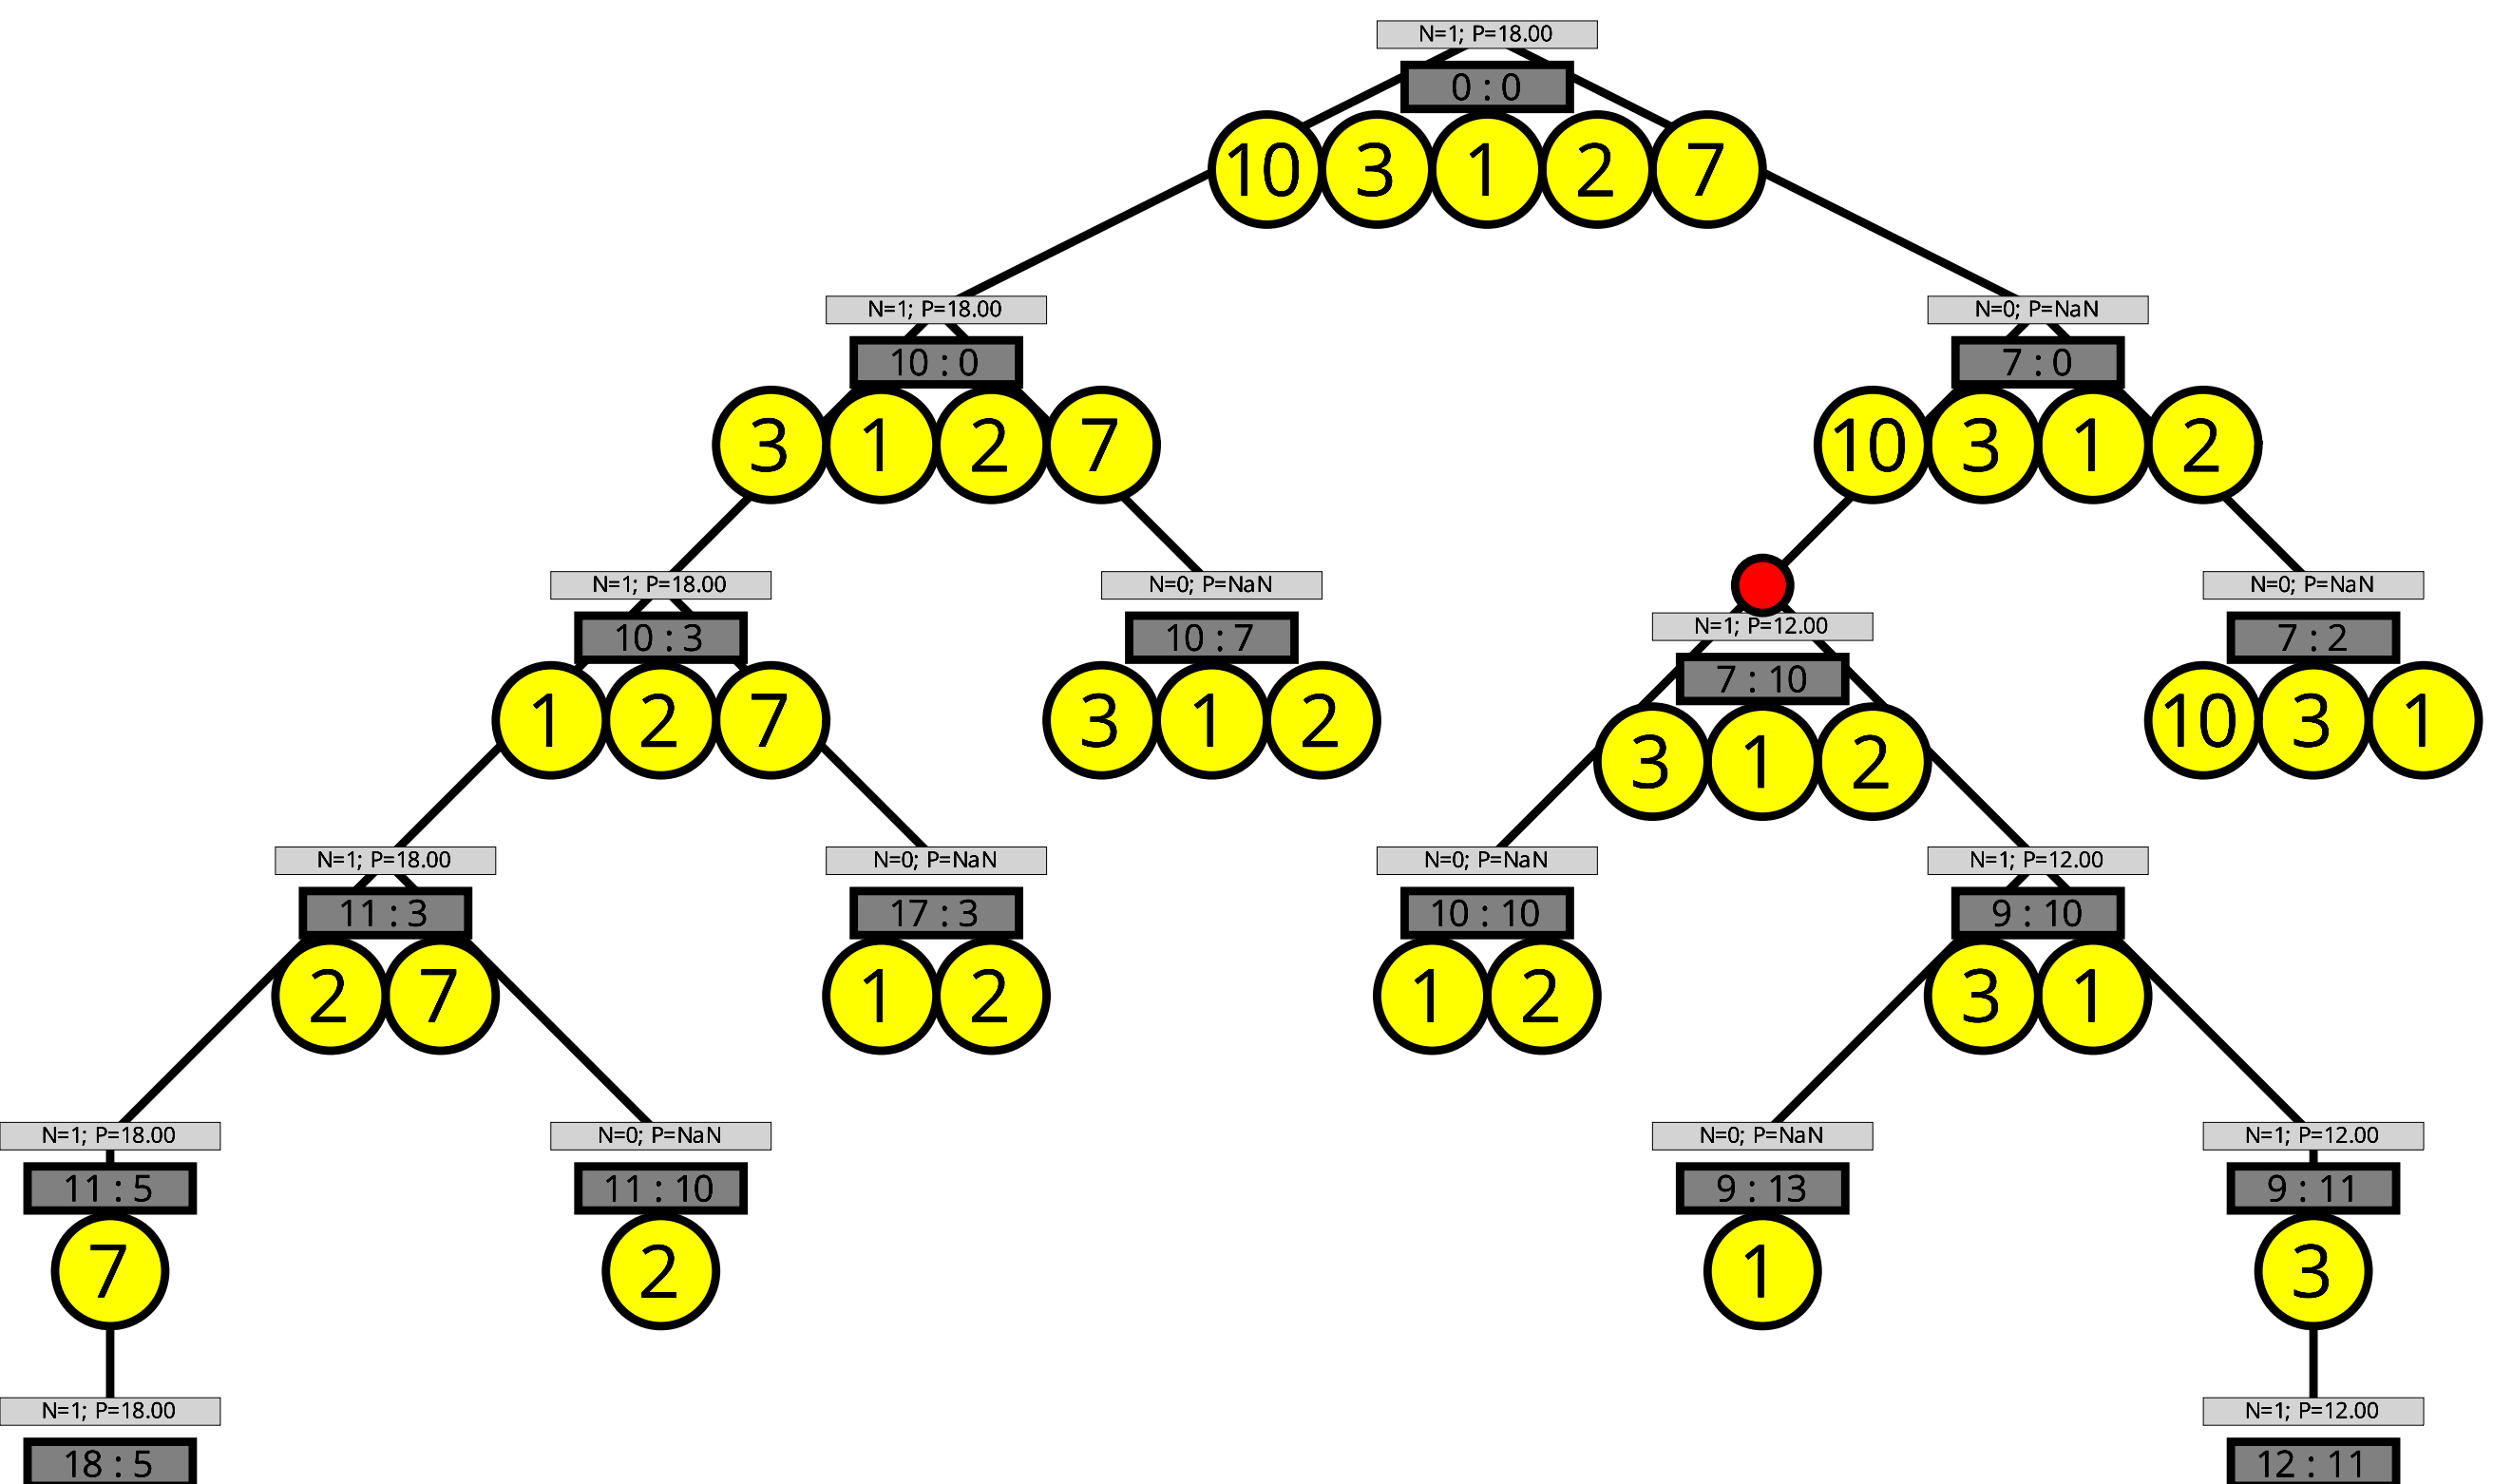 N=1; P=18.00
0 : 0
10 3 1 2 7
N=1; P=18.00 N=0; P=NaN
10 : 0 7 : 0
3 1 2 7 10 3 1 2
N=1; P=18.00 N=0; P=NaN N=0; P=NaN
N=1; P=12.00
10 : 3 10 : 7 7 : 2
7 : 10
1 2 7 3 1 2 10 3 1
3 1 2
N=1; P=18.00 N=0; P=NaN N=0; P=NaN N=1; P=12.00
11 : 3 17 : 3 10 : 10 9 : 10
2 7 1 2 1 2 3 1
N=1; P=18.00 N=0; P=NaN N=0; P=NaN N=1; P=12.00
11 : 5 11 : 10 9 : 13 9 : 11
7 2 1 3
N=1; P=18.00 N=1; P=12.00
18 : 5 12 : 11